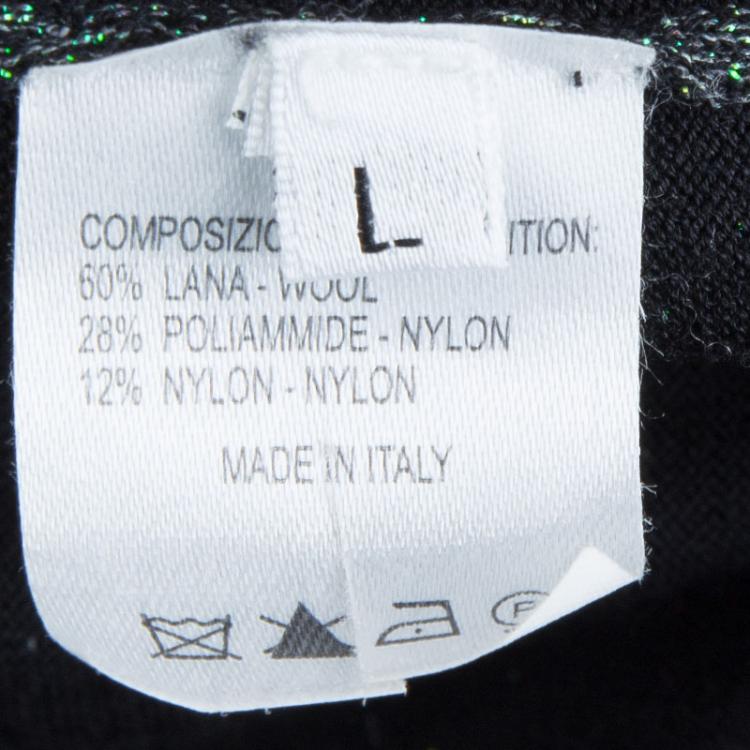 L
COMPOSIZIO ITION:
60% LANA - WOOL
28% POLIAMMIDE - NYLON
12% NYLON - NYLON
MADE IN ITALY
P